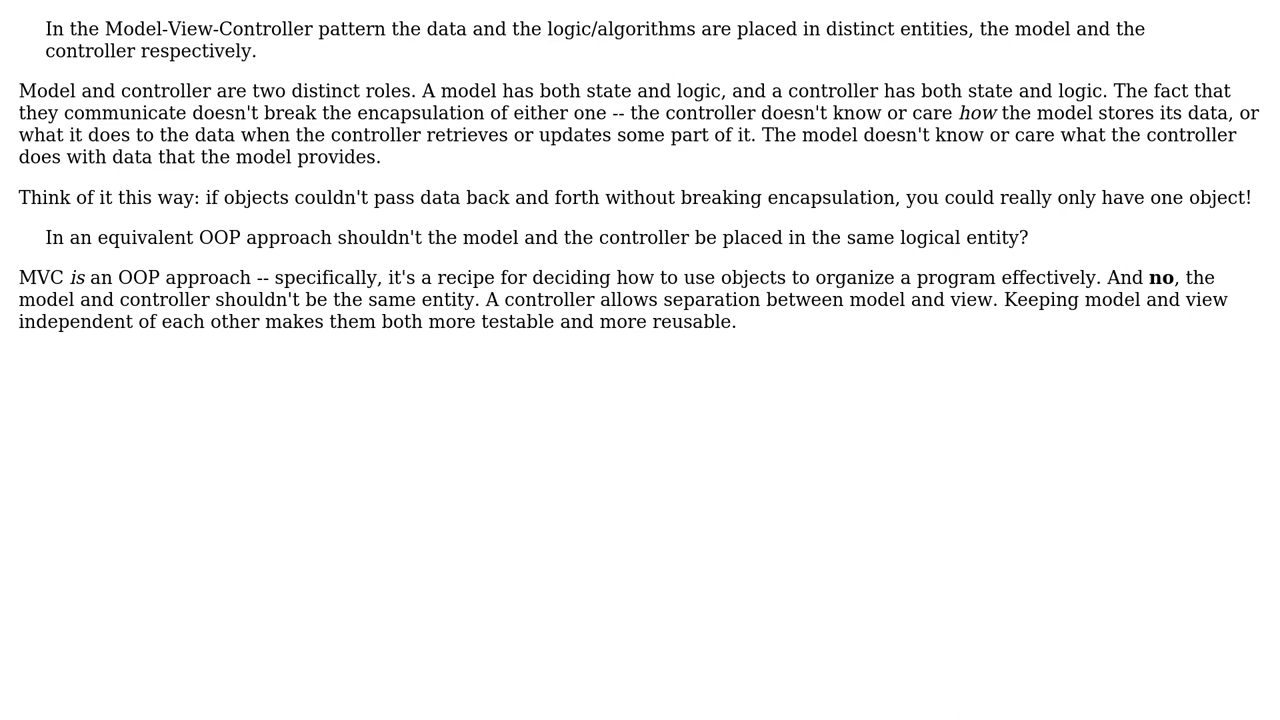 In the Model-View-Controller pattern the data and the logic/algorithms are placed in distinct entities, the model and the
controller respectively.
Model and controller are two distinct roles. A model has both state and logic, and a controller has both state and logic. The fact that
they communicate doesn't break the encapsulation of either one -- the controller doesn't know or care how the model stores its data, or
what it does to the data when the controller retrieves or updates some part of it. The model doesn't know or care what the controller
does with data that the model provides.
Think of it this way: if objects couldn't pass data back and forth without breaking encapsulation, you could really only have one object!
In an equivalent OOP approach shouldn't the model and the controller be placed in the same logical entity?
MVC is an OOP approach -- specifically, it's a recipe for deciding how to use objects to organize a program effectively. And no, the
model and controller shouldn't be the same entity. A controller allows separation between model and view. Keeping model and view
independent of each other makes them both more testable and more reusable.